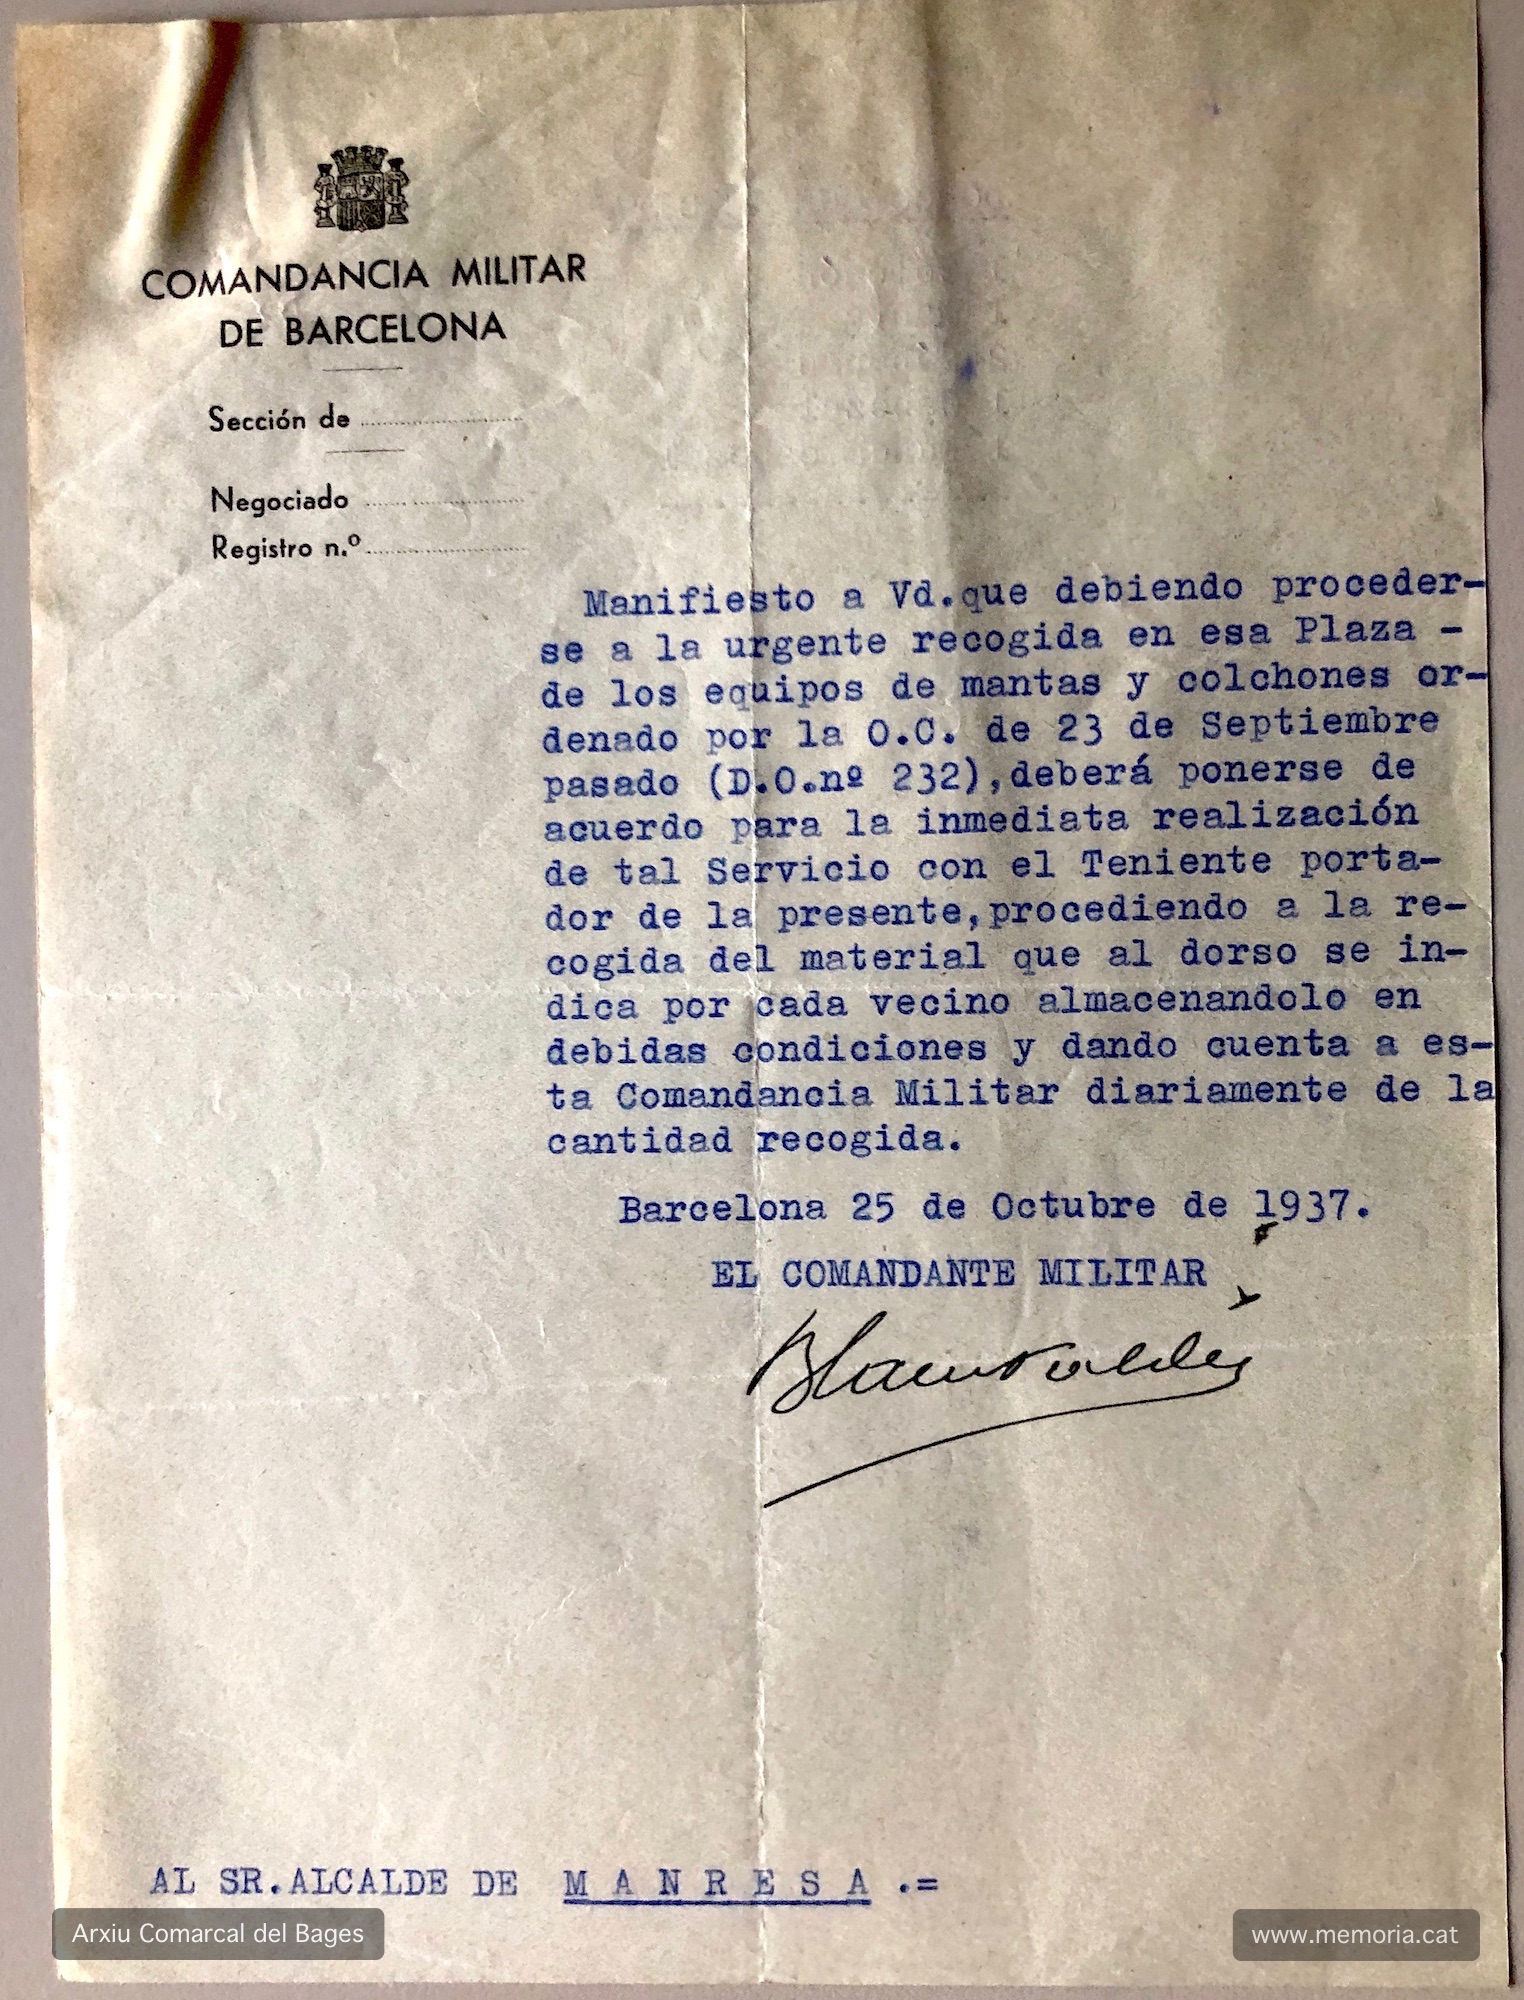 COMANDANCIA MILITAR
DE BARCELONA
Sección de
Negociado
Registro n.º
Manifiesto a Vd.que debiendo proceder-
se a la urgente recogida en esa Plaza -
de los equipos de mantas y colchones or-
denado por la O.C. de 23 de Septiembre
pasado (D.O.nº 232),deberá ponerse de
acuerdo para la inmediata realización
de tal Servicio con el Teniente porta-
dor de la presente,procediendo a la re-
cogida del material que al dorso se in-
dica por cada vecino almacenandolo en
debidas condiciones y dando cuenta a es-
ta Comandancia Militar diariamente de la
cantidad recogida.
Barcelona 25 de Octubre de 1937.
EL COMANDANTE MILITAR
AL SR.ALCALDE DE M A N R E S A .=
Arxiu Comarcal del Bages
www.memoria.cat